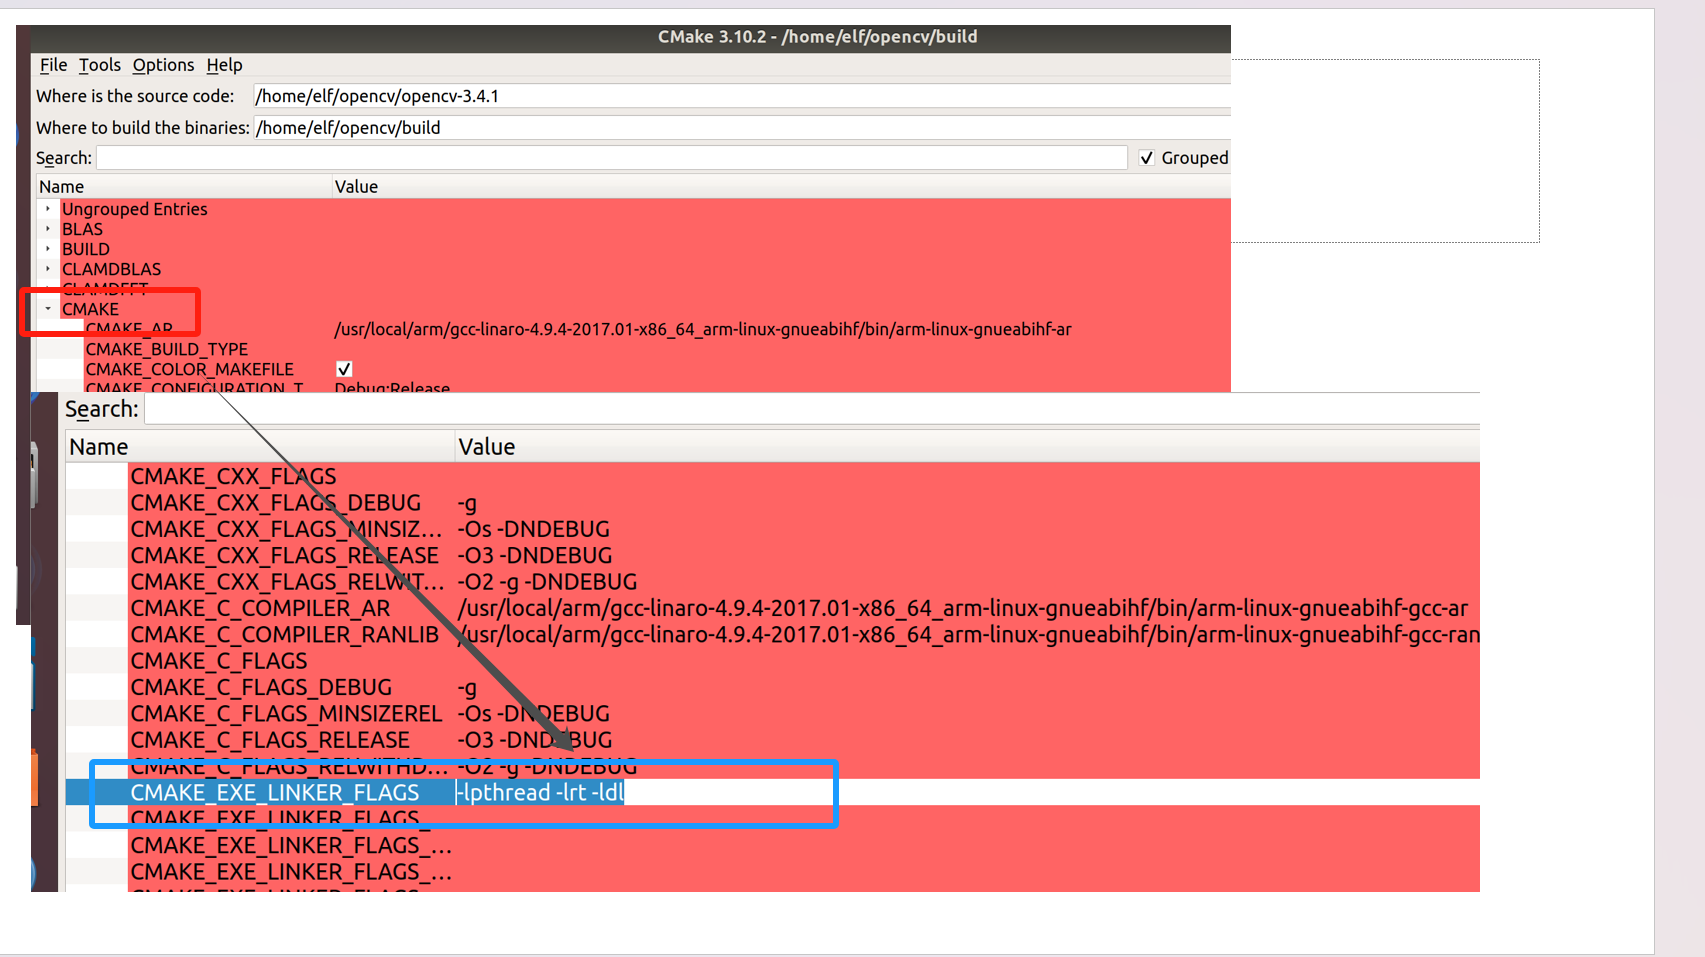 CMake 3.10.2 - /home/elf/opencv/build
File Tools Options Help
Where is the source code: /home/elf/opencv/opencv-3.4.1
Where to build the binaries: /home/elf/opencv/build
Search: Grouped
Name Value
Ungrouped Entries
BLAS
BUILD
CLAMDBLAS
CLAMDFFT
CMAKE
CMAKE_AR /usr/local/arm/gcc-linaro-4.9.4-2017.01-x86_64_arm-linux-gnueabihf/bin/arm-linux-gnueabihf-ar
CMAKE_BUILD_TYPE
CMAKE_COLOR_MAKEFILE
CMAKE_CONFIGURATION_T Debug;Release
Search:
Name Value
CMAKE_CXX_FLAGS
CMAKE_CXX_FLAGS_DEBUG -g
CMAKE_CXX_FLAGS_MINSIZ... -Os -DNDEBUG
CMAKE_CXX_FLAGS_RELEASE -O3 -DNDEBUG
CMAKE_CXX_FLAGS_RELWIT... -O2 -g -DNDEBUG
CMAKE_C_COMPILER_AR /usr/local/arm/gcc-linaro-4.9.4-2017.01-x86_64_arm-linux-gnueabihf/bin/arm-linux-gnueabihf-gcc-ar
CMAKE_C_COMPILER_RANLIB /usr/local/arm/gcc-linaro-4.9.4-2017.01-x86_64_arm-linux-gnueabihf/bin/arm-linux-gnueabihf-gcc-ran
CMAKE_C_FLAGS
CMAKE_C_FLAGS_DEBUG -g
CMAKE_C_FLAGS_MINSIZEREL -Os -DNDEBUG
CMAKE_C_FLAGS_RELEASE -O3 -DNDEBUG
CMAKE_C_FLAGS_RELWITHD... -O2 -g -DNDEBUG
CMAKE_EXE_LINKER_FLAGS -lpthread -lrt -ldl
CMAKE_EXE_LINKER_FLAGS_
CMAKE_EXE_LINKER_FLAGS_...
CMAKE_EXE_LINKER_FLAGS_...